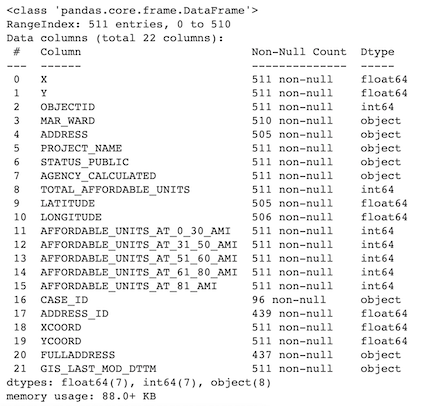 <class 'pandas.core.frame.DataFrame'>
RangeIndex: 511 entries, 0 to 510
Data columns (total 22 columns):
 #   Column                        Non-Null Count  Dtype
---  ------                        --------------  -----
 0   X                             511 non-null    float64
 1   Y                             511 non-null    float64
 2   OBJECTID                      511 non-null    int64
 3   MAR_WARD                      510 non-null    object
 4   ADDRESS                       505 non-null    object
 5   PROJECT_NAME                  511 non-null    object
 6   STATUS_PUBLIC                 511 non-null    object
 7   AGENCY_CALCULATED             511 non-null    object
 8   TOTAL_AFFORDABLE_UNITS        511 non-null    int64
 9   LATITUDE                      505 non-null    float64
 10  LONGITUDE                     506 non-null    float64
 11  AFFORDABLE_UNITS_AT_0_30_AMI  511 non-null    int64
 12  AFFORDABLE_UNITS_AT_31_50_AMI 511 non-null    int64
 13  AFFORDABLE_UNITS_AT_51_60_AMI 511 non-null    int64
 14  AFFORDABLE_UNITS_AT_61_80_AMI 511 non-null    int64
 15  AFFORDABLE_UNITS_AT_81_AMI    511 non-null    int64
 16  CASE_ID                       96 non-null     object
 17  ADDRESS_ID                    439 non-null    float64
 18  XCOORD                        511 non-null    float64
 19  YCOORD                        511 non-null    float64
 20  FULLADDRESS                   437 non-null    object
 21  GIS_LAST_MOD_DTTM             511 non-null    object
dtypes: float64(7), int64(7), object(8)
memory usage: 88.0+ KB